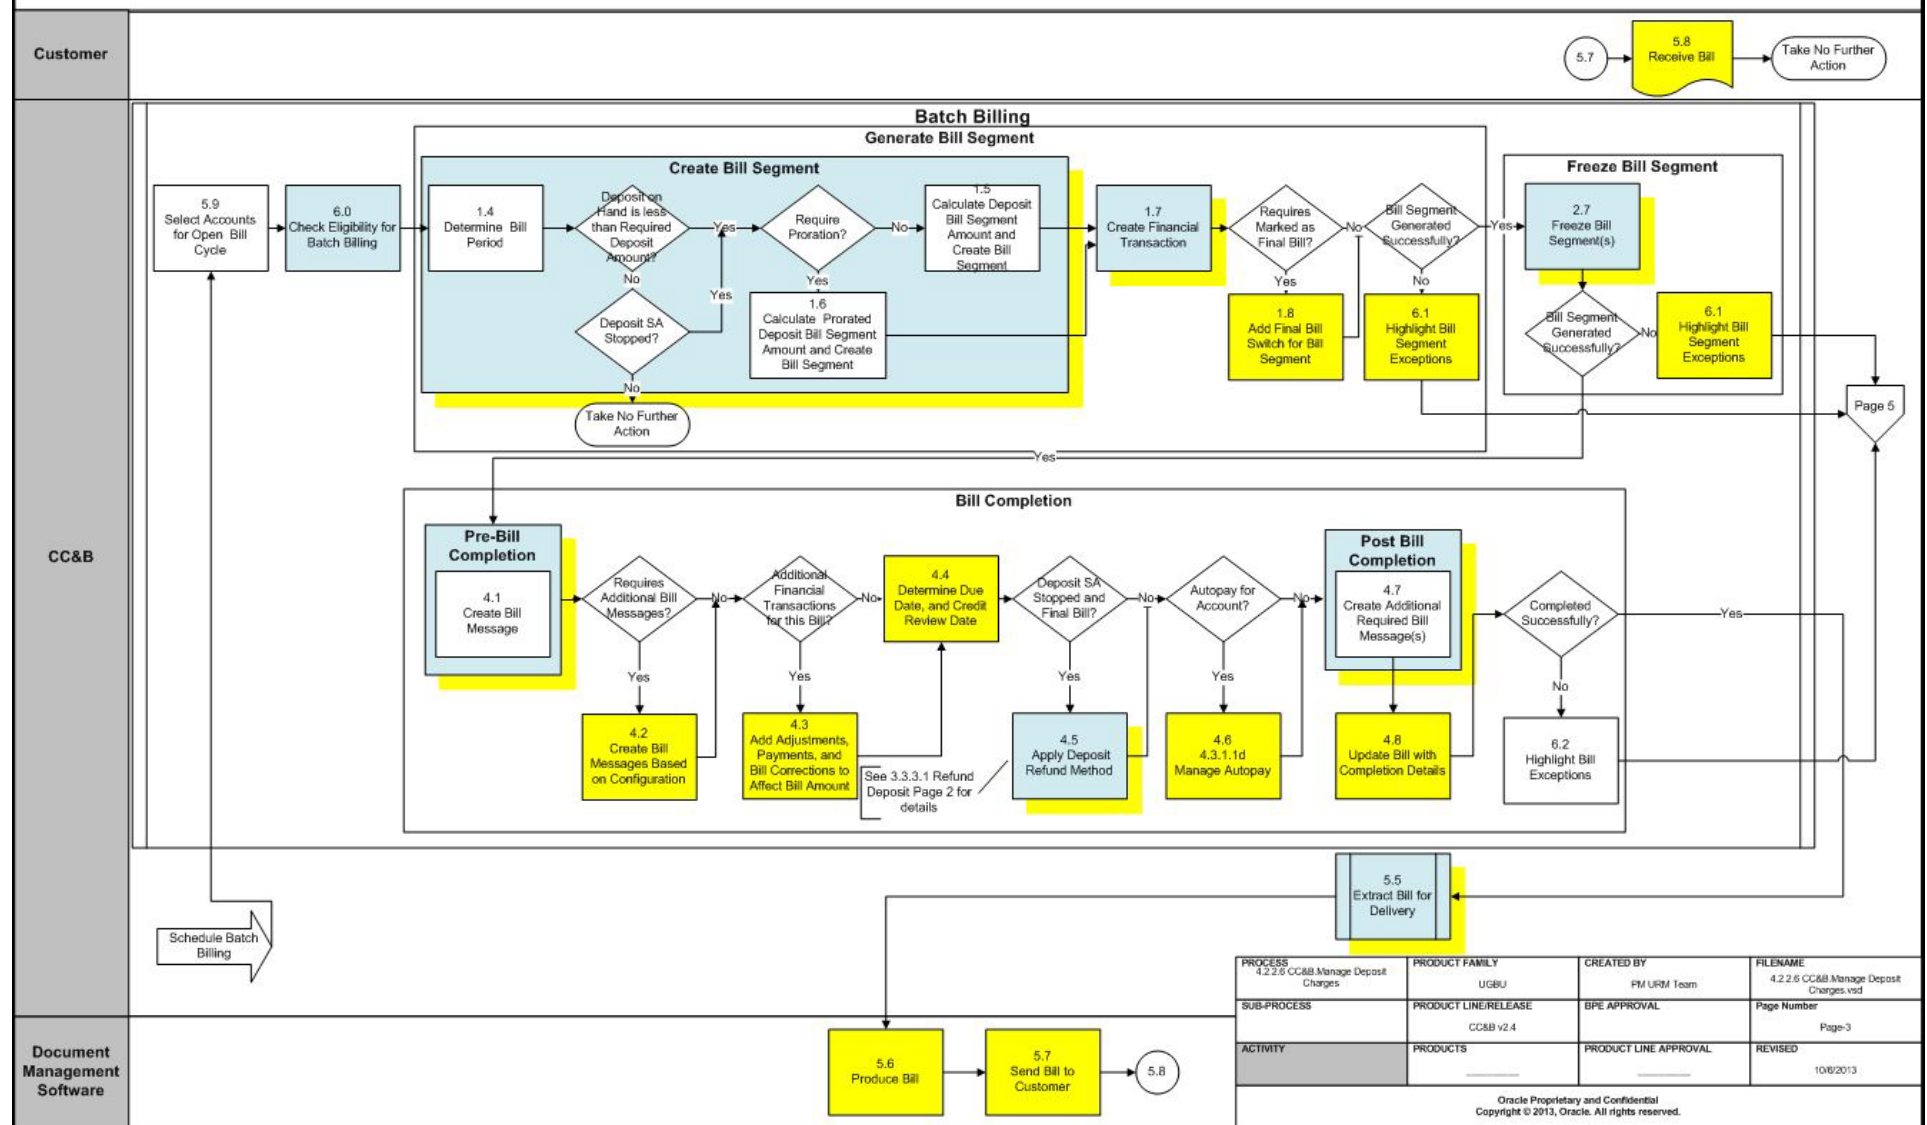 Customer
5.7
5.8
Receive Bill
Take No Further
Action
CC&B
Batch Billing
Generate Bill Segment
Create Bill Segment
Freeze Bill Segment
5.9
Select Accounts
for Open Bill
Cycle
6.0
Check Eligibility for
Batch Billing
1.4
Determine Bill
Period
Deposit on
Hand is less
than Required
Deposit
Amount?
Yes
No
Deposit SA
Stopped?
Yes
No
Take No Further
Action
Require
Proration?
No
Yes
1.5
Calculate Deposit
Bill Segment
Amount and
Create Bill
Segment
1.6
Calculate Prorated
Deposit Bill Segment
Amount and Create
Bill Segment
1.7
Create Financial
Transaction
Requires
Marked as
Final Bill?
No
Yes
1.8
Add Final Bill
Switch for Bill
Segment
Bill Segment
Generated
Successfully?
Yes
No
6.1
Highlight Bill
Segment
Exceptions
2.7
Freeze Bill
Segment(s)
Bill Segment
Generated
Successfully?
No
6.1
Highlight Bill
Segment
Exceptions
Page 5
Yes
Bill Completion
Pre-Bill
Completion
4.1
Create Bill
Message
Requires
Additional Bill
Messages?
No
Yes
4.2
Create Bill
Messages Based
on Configuration
Additional
Financial
Transactions
for this Bill?
No
Yes
4.3
Add Adjustments,
Payments, and
Bill Corrections to
Affect Bill Amount
4.4
Determine Due
Date, and Credit
Review Date
See 3.3.3.1 Refund
Deposit Page 2 for
details
Deposit SA
Stopped and
Final Bill?
No
Yes
4.5
Apply Deposit
Refund Method
Autopay for
Account?
No
Yes
4.6
4.3.1.1d
Manage Autopay
Post Bill
Completion
4.7
Create Additional
Required Bill
Message(s)
4.8
Update Bill with
Completion Details
Completed
Successfully?
Yes
No
6.2
Highlight Bill
Exceptions
5.5
Extract Bill for
Delivery
Schedule Batch
Billing
Document
Management
Software
5.6
Produce Bill
5.7
Send Bill to
Customer
5.8
PROCESS
4.2.2.6 CC&B.Manage Deposit
Charges
PRODUCT FAMILY
UGBU
CREATED BY
PM URM Team
FILENAME
4.2.2.6 CC&B.Manage Deposit
Charges.vsd
SUB-PROCESS
PRODUCT LINE/RELEASE
CC&B v2.4
BPE APPROVAL
Page Number
Page-3
ACTIVITY
PRODUCTS
PRODUCT LINE APPROVAL
REVISED
10/6/2013
Oracle Proprietary and Confidential
Copyright © 2013, Oracle. All rights reserved.